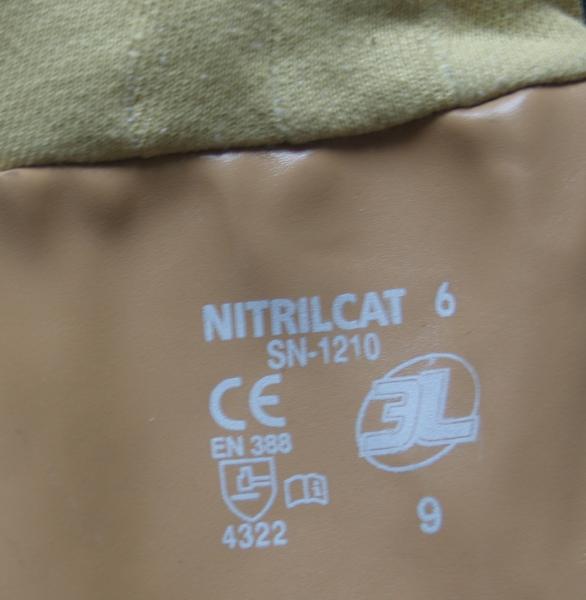 NITRILCAT 6
SN-1210
CE
3L
EN 388
i
4322
9